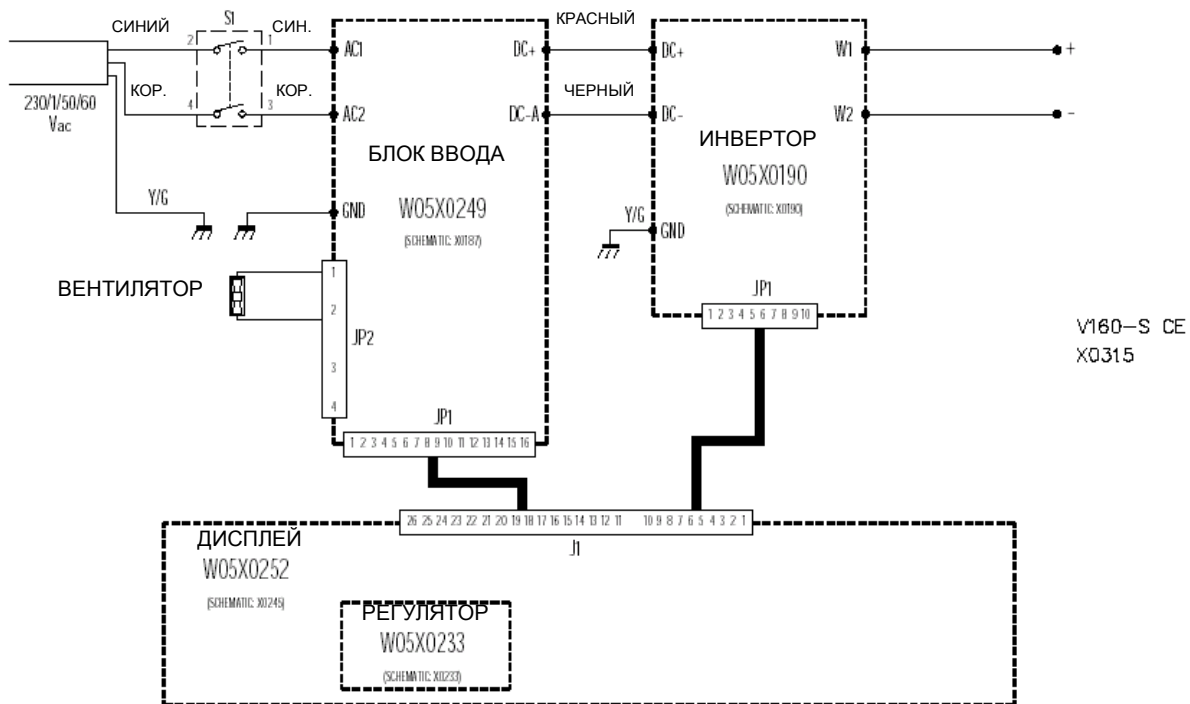 СИНИЙ
S1
СИН.
КРАСНЫЙ
2
1
AC1
DC+
DC+
W1
+
КОР.
КОР.
ЧЕРНЫЙ
4
3
AC2
DC-A
DC-
W2
-
230/1/50/60
Vac
БЛОК ВВОДА
ИНВЕРТОР
W05X0249
(SCHEMATIC: X0187)
W05X0190
(SCHEMATIC: X0190)
Y/G
GND
Y/G
GND
ВЕНТИЛЯТОР
1
2
3
4
JP2
JP1
1 2 3 4 5 6 7 8 9 10
V160-S CE
X0315
JP1
1 2 3 4 5 6 7 8 9 10 11 12 13 14 15 16
26 25 24 23 22 21 20 19 18 17 16 15 14 13 12 11 10 9 8 7 6 5 4 3 2 1
J1
ДИСПЛЕЙ
W05X0252
(SCHEMATIC: X0245)
РЕГУЛЯТОР
W05X0233
(SCHEMATIC: X0233)